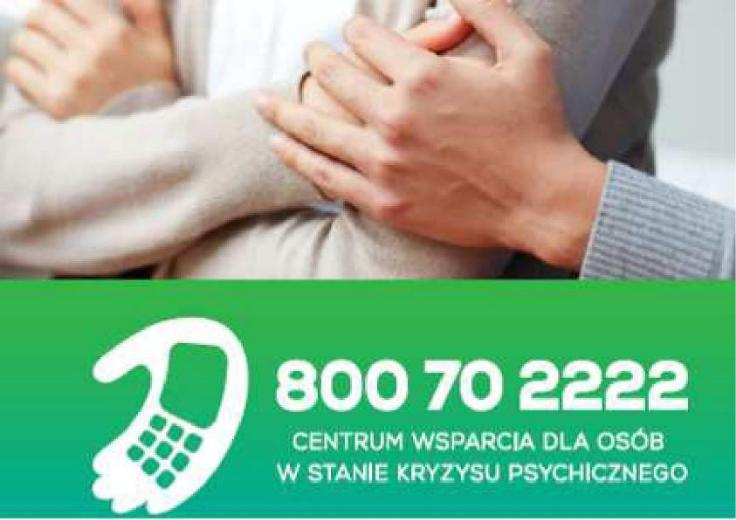 800 70 2222
CENTRUM WSPARCIA DLA OSÓB
W STANIE KRYZYSU PSYCHICZNEGO